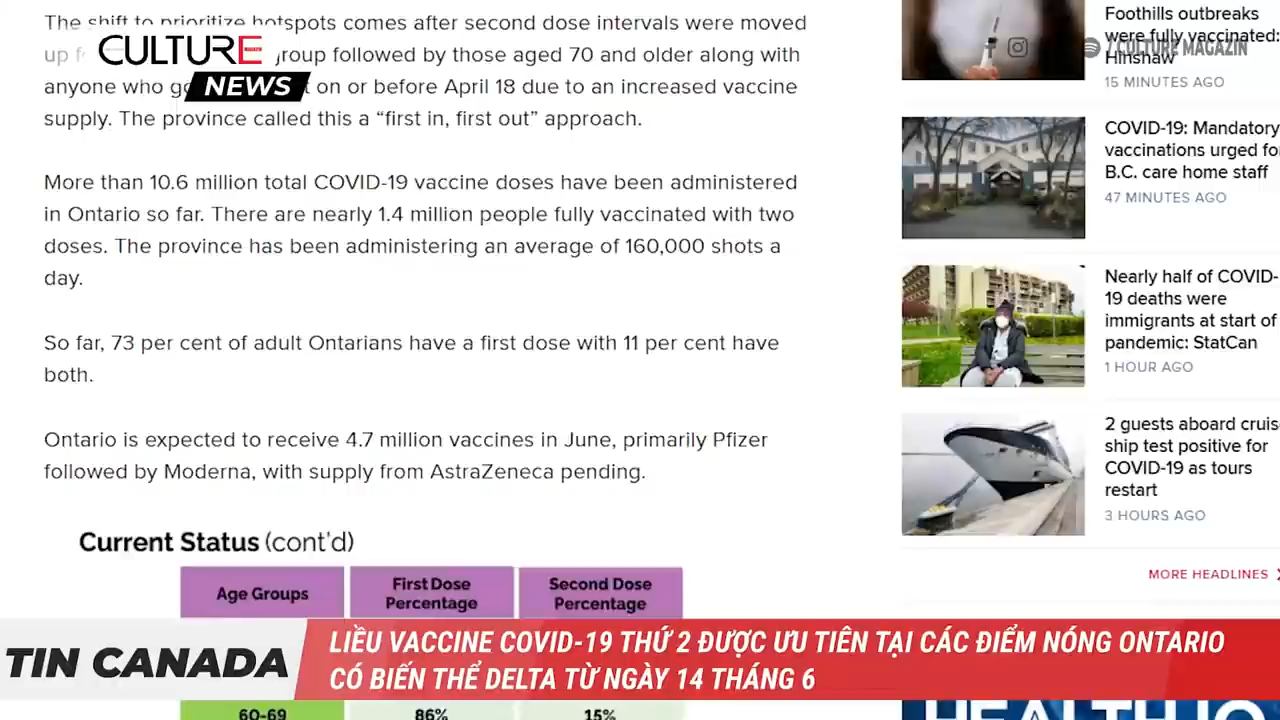 The shift to prioritize hotspots comes after second dose intervals were moved
up group followed by those aged 70 and older along with
anyone who on or before April 18 due to an increased vaccine
supply. The province called this a “first in, first out” approach.
CULTURE
NEWS
More than 10.6 million total COVID-19 vaccine doses have been administered
in Ontario so far. There are nearly 1.4 million people fully vaccinated with two
doses. The province has been administering an average of 160,000 shots a
day.
So far, 73 per cent of adult Ontarians have a first dose with 11 per cent have
both.
Ontario is expected to receive 4.7 million vaccines in June, primarily Pfizer
followed by Moderna, with supply from AstraZeneca pending.
Current Status (cont'd)
Age Groups
First Dose
Percentage
Second Dose
Percentage
60-69 86% 15%
Foothills outbreaks
were fully vaccinated:
Hinshaw
/ CULTURE MAGAZIN
15 MINUTES AGO
COVID-19: Mandatory
vaccinations urged for
B.C. care home staff
47 MINUTES AGO
Nearly half of COVID-
19 deaths were
immigrants at start of
pandemic: StatCan
1 HOUR AGO
2 guests aboard cruis
ship test positive for
COVID-19 as tours
restart
3 HOURS AGO
MORE HEADLINES
TIN CANADA
LIỀU VACCINE COVID-19 THỨ 2 ĐƯỢC ƯU TIÊN TẠI CÁC ĐIỂM NÓNG ONTARIO
CÓ BIẾN THỂ DELTA TỪ NGÀY 14 THÁNG 6
HEALTH IQ